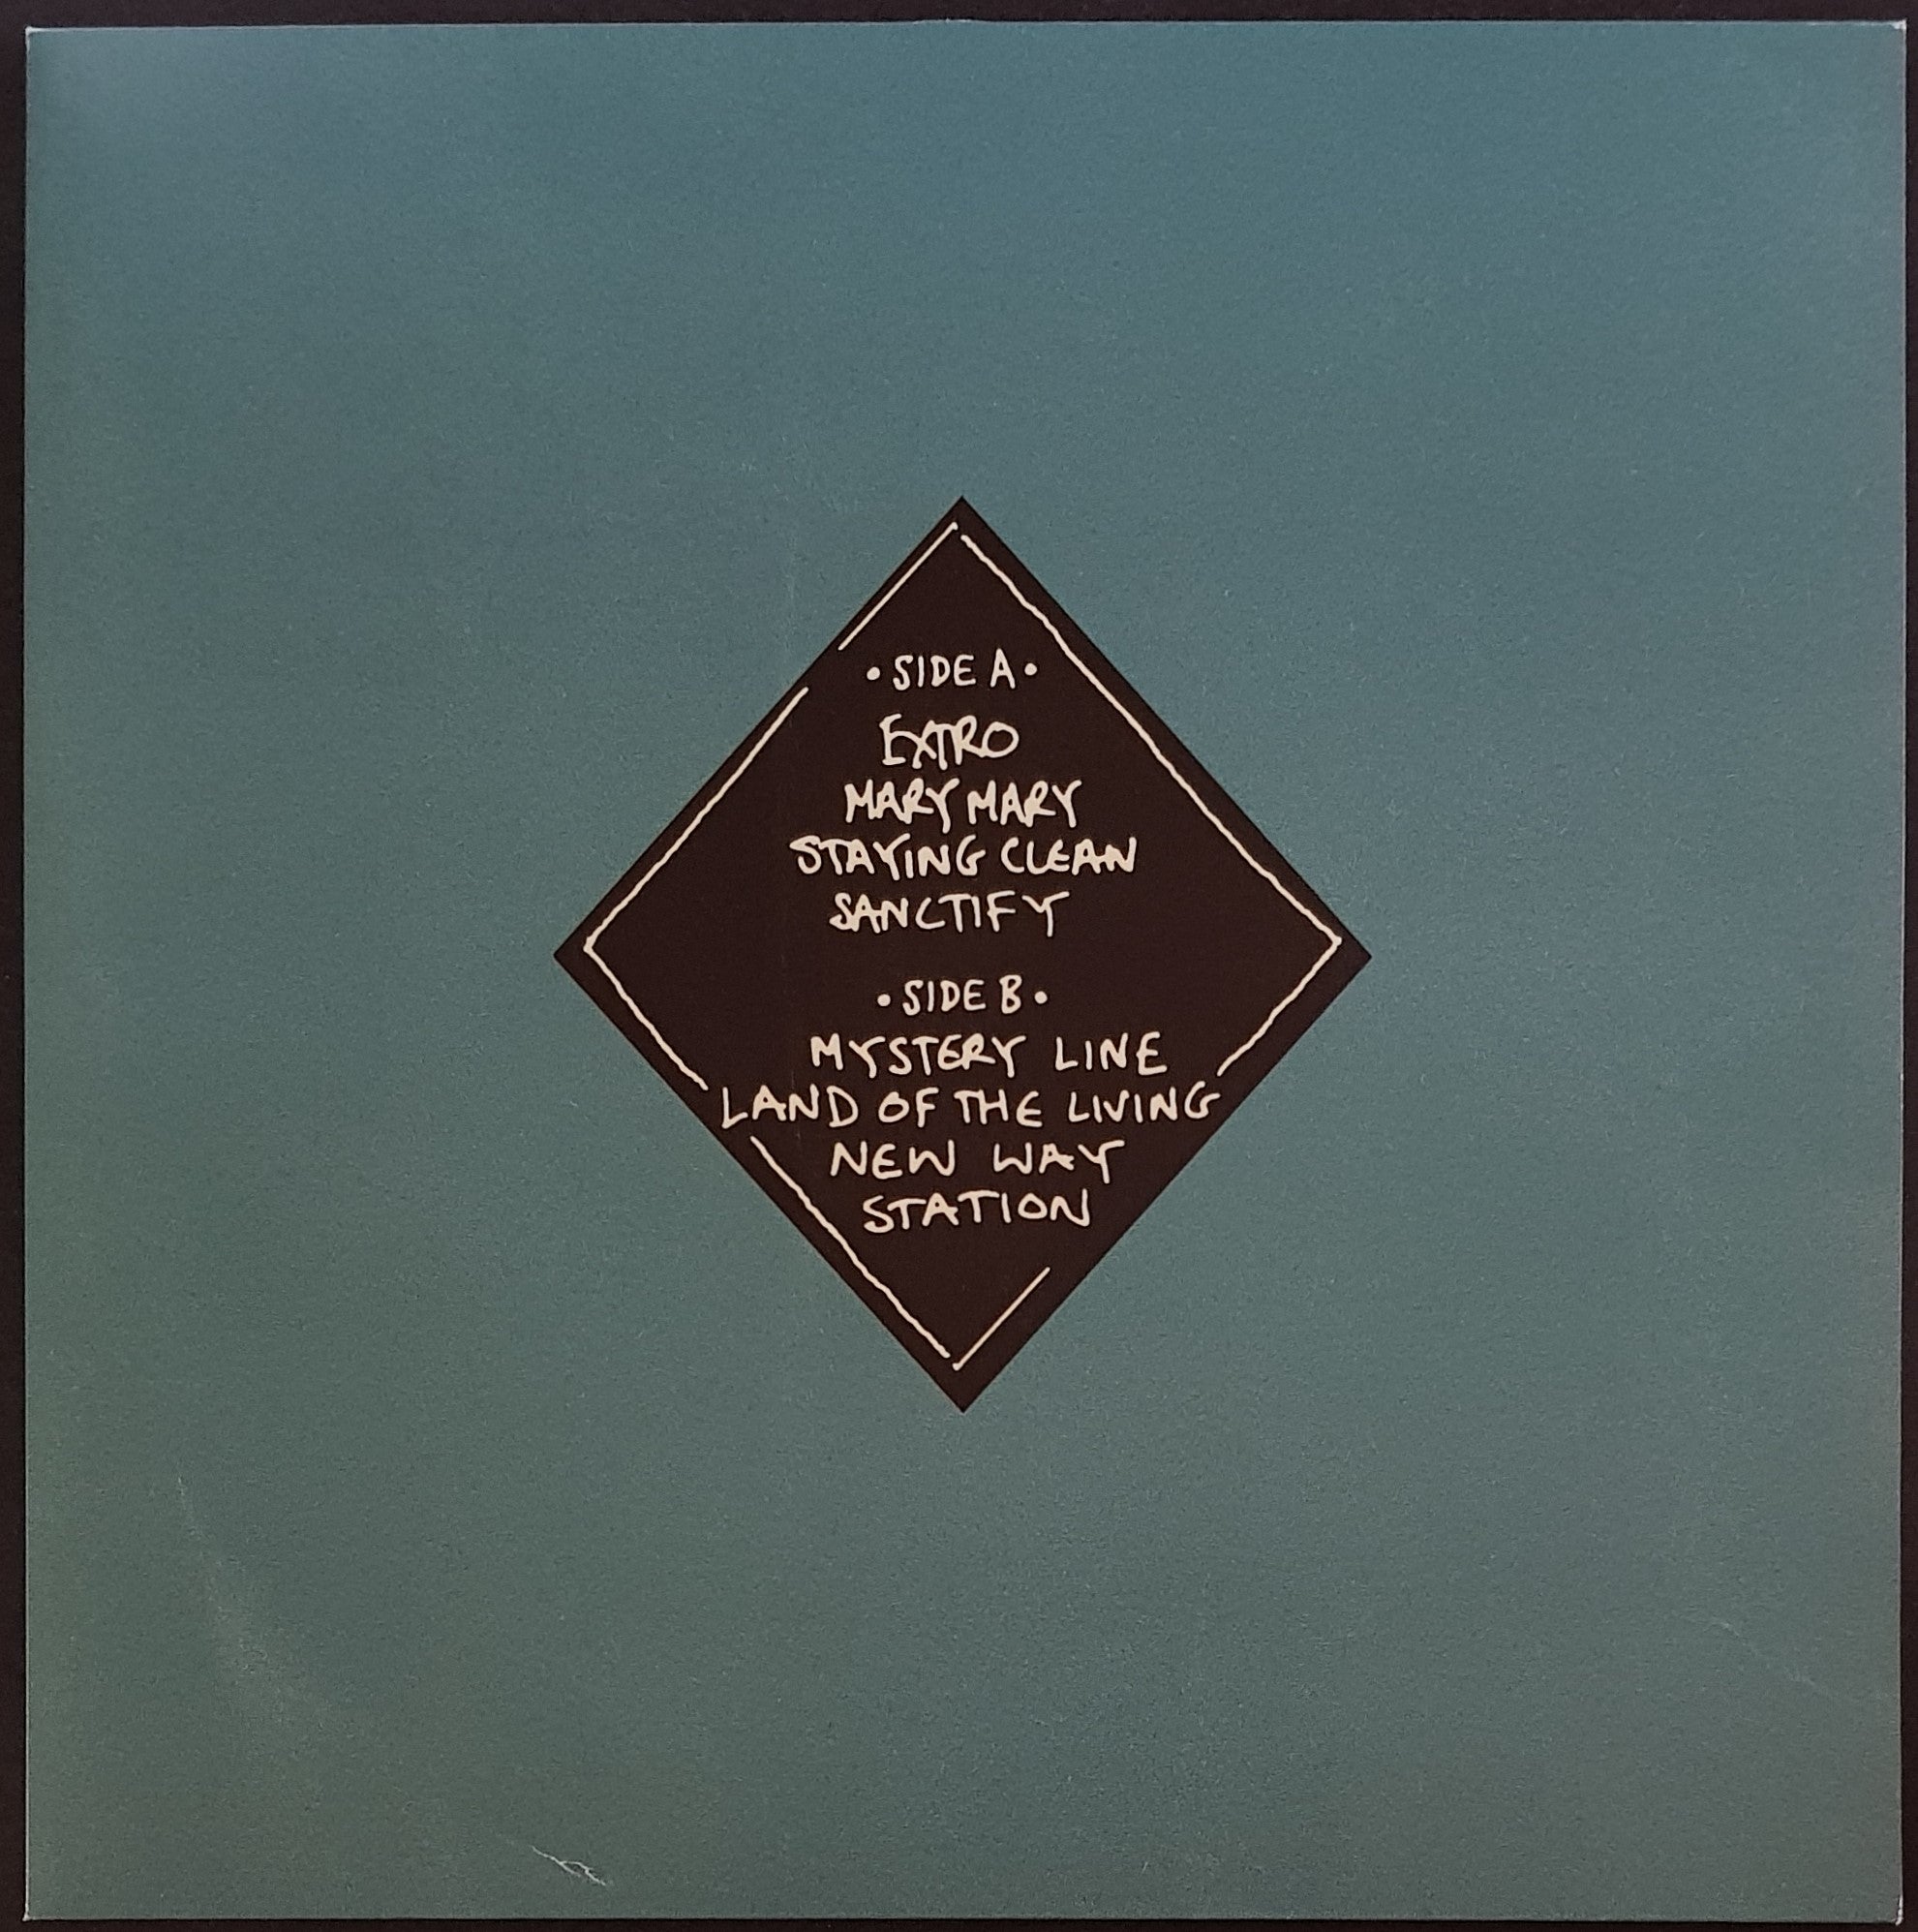 • SIDE A •
EXTRO
MARY MARY
STAYING CLEAN
SANCTIFY
• SIDE B •
MYSTERY LINE
LAND OF THE LIVING
NEW WAY
STATION